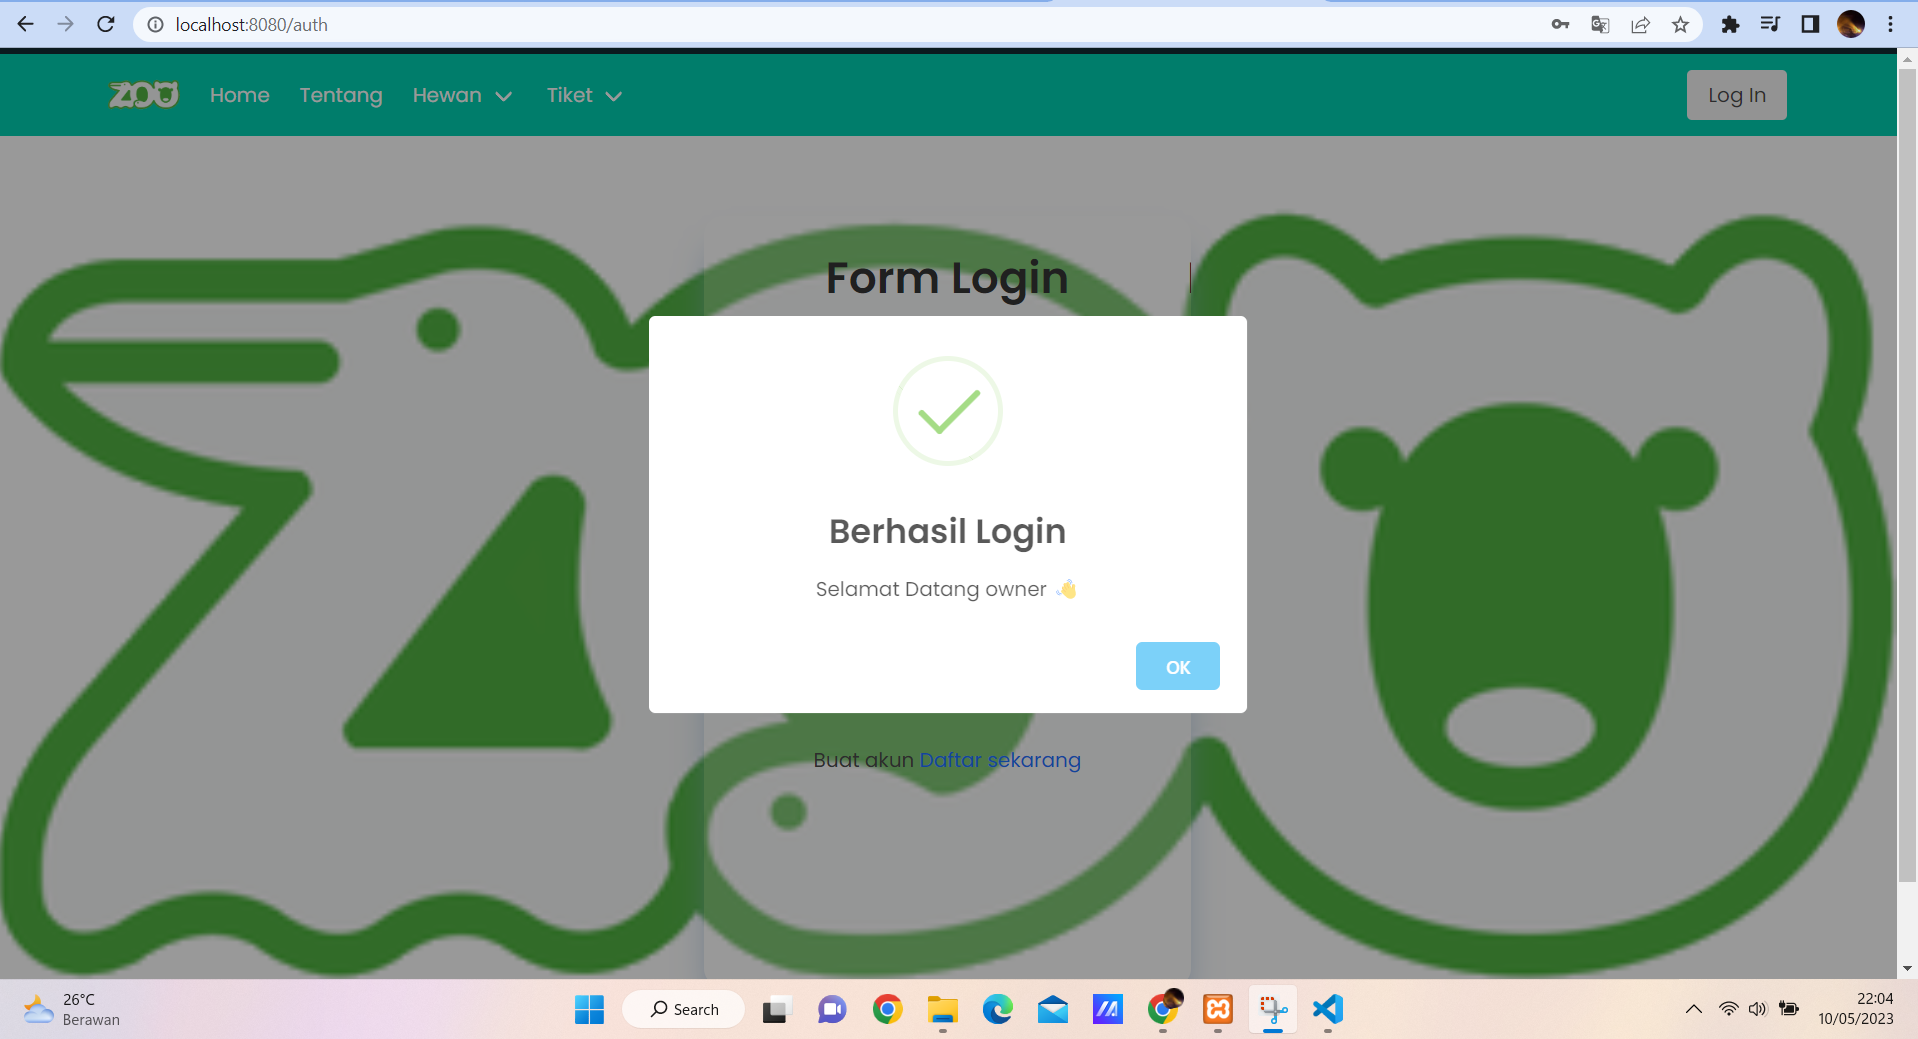 localhost:8080/auth
ZOO Home Tentang Hewan Tiket Log In
Form Login
Berhasil Login
Selamat Datang owner 👋
OK
Buat akun Daftar sekarang
26°C
Berawan
Search
22:04
10/05/2023